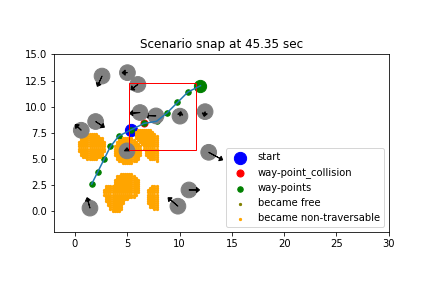 Scenario snap at 45.35 sec
15.0
12.5
10.0
7.5
5.0
2.5
0.0
0
5
10
15
20
25
30
start
way-point_collision
way-points
became free
became non-traversable